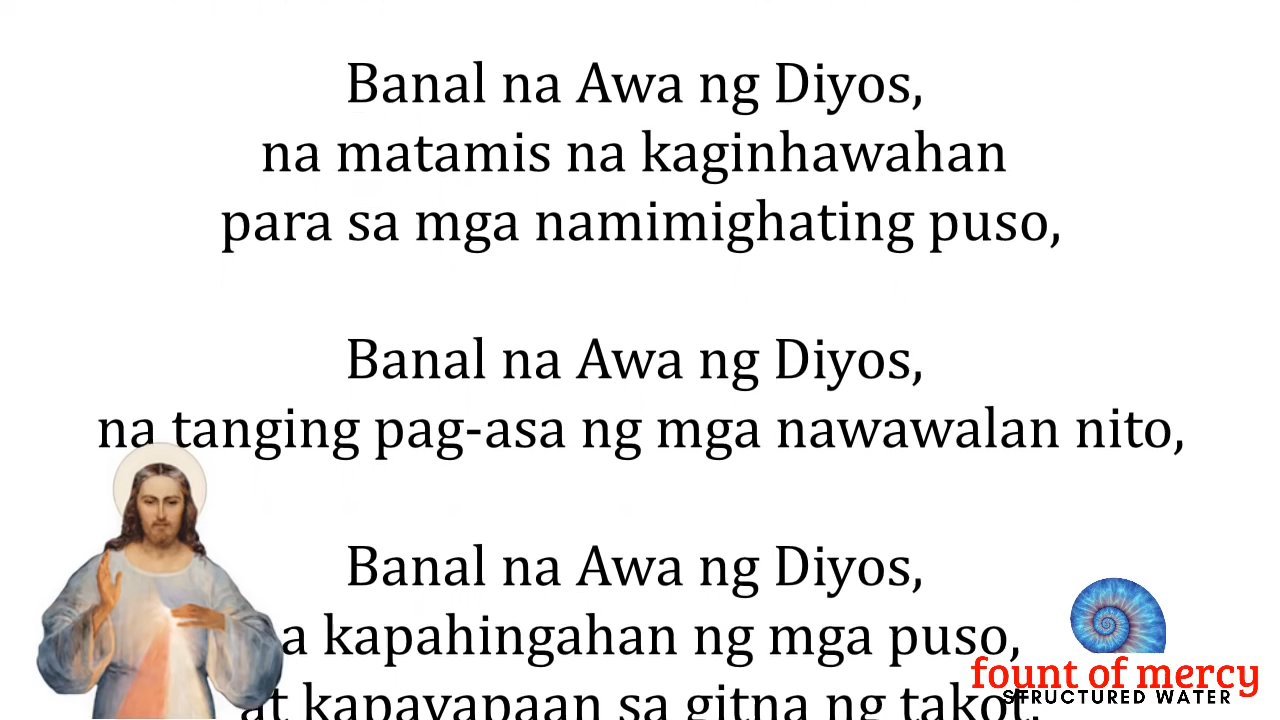 Banal na Awa ng Diyos,
na matamis na kaginhawahan
para sa mga namimighating puso,
Banal na Awa ng Diyos,
na tanging pag-asa ng mga nawawalan nito,
Banal na Awa ng Diyos,
a kapahingahan ng mga puso,
at kapayapaan sa gitna ng takot,
fount of mercy
STRUCTURED WATER